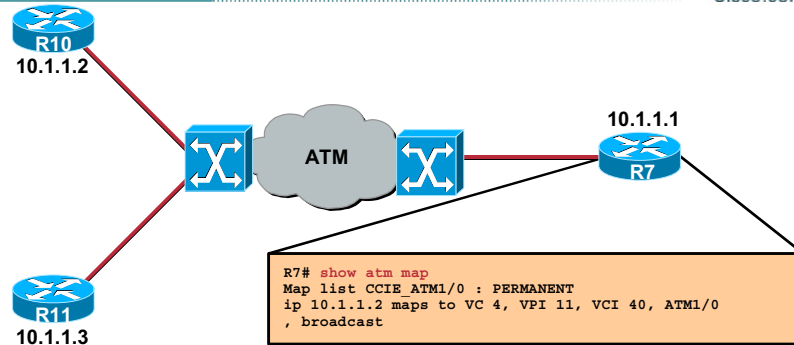 R10
10.1.1.2
10.1.1.1
ATM
R7
R7# show atm map
Map list CCIE_ATM1/0 : PERMANENT
ip 10.1.1.2 maps to VC 4, VPI 11, VCI 40, ATM1/0
, broadcast
R11
10.1.1.3